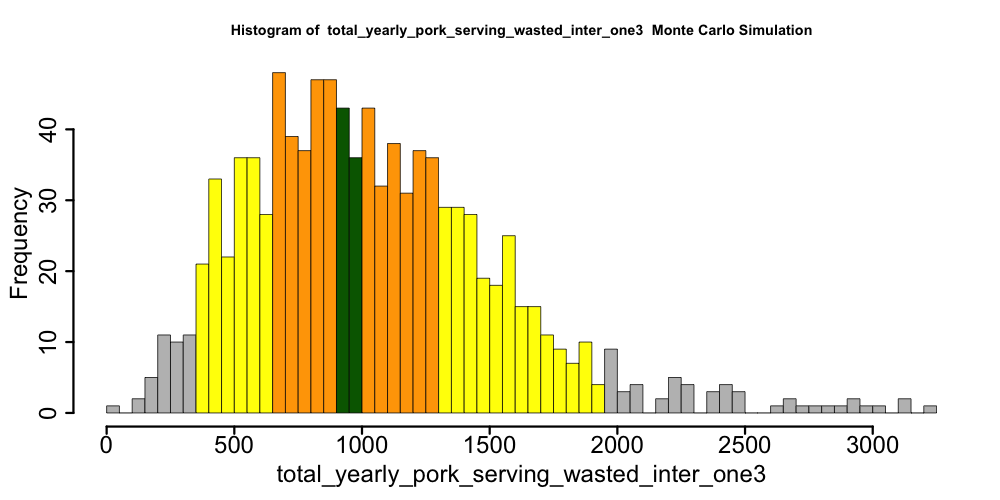 Histogram of  total_yearly_pork_serving_wasted_inter_one3  Monte Carlo Simulation
Frequency
40
30
20
10
0
0 500 1000 1500 2000 2500 3000
total_yearly_pork_serving_wasted_inter_one3